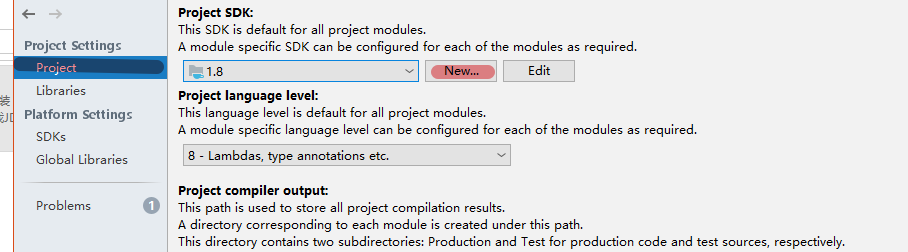 Project Settings
Project
Libraries
Platform Settings
SDKs
Global Libraries
Problems
1
Project SDK:
This SDK is default for all project modules.
A module specific SDK can be configured for each of the modules as required.
1.8
New...
Edit
Project language level:
This language level is default for all project modules.
A module specific language level can be configured for each of the modules as required.
8 - Lambdas, type annotations etc.
Project compiler output:
This path is used to store all project compilation results.
A directory corresponding to each module is created under this path.
This directory contains two subdirectories: Production and Test for production code and test sources, respectively.
装